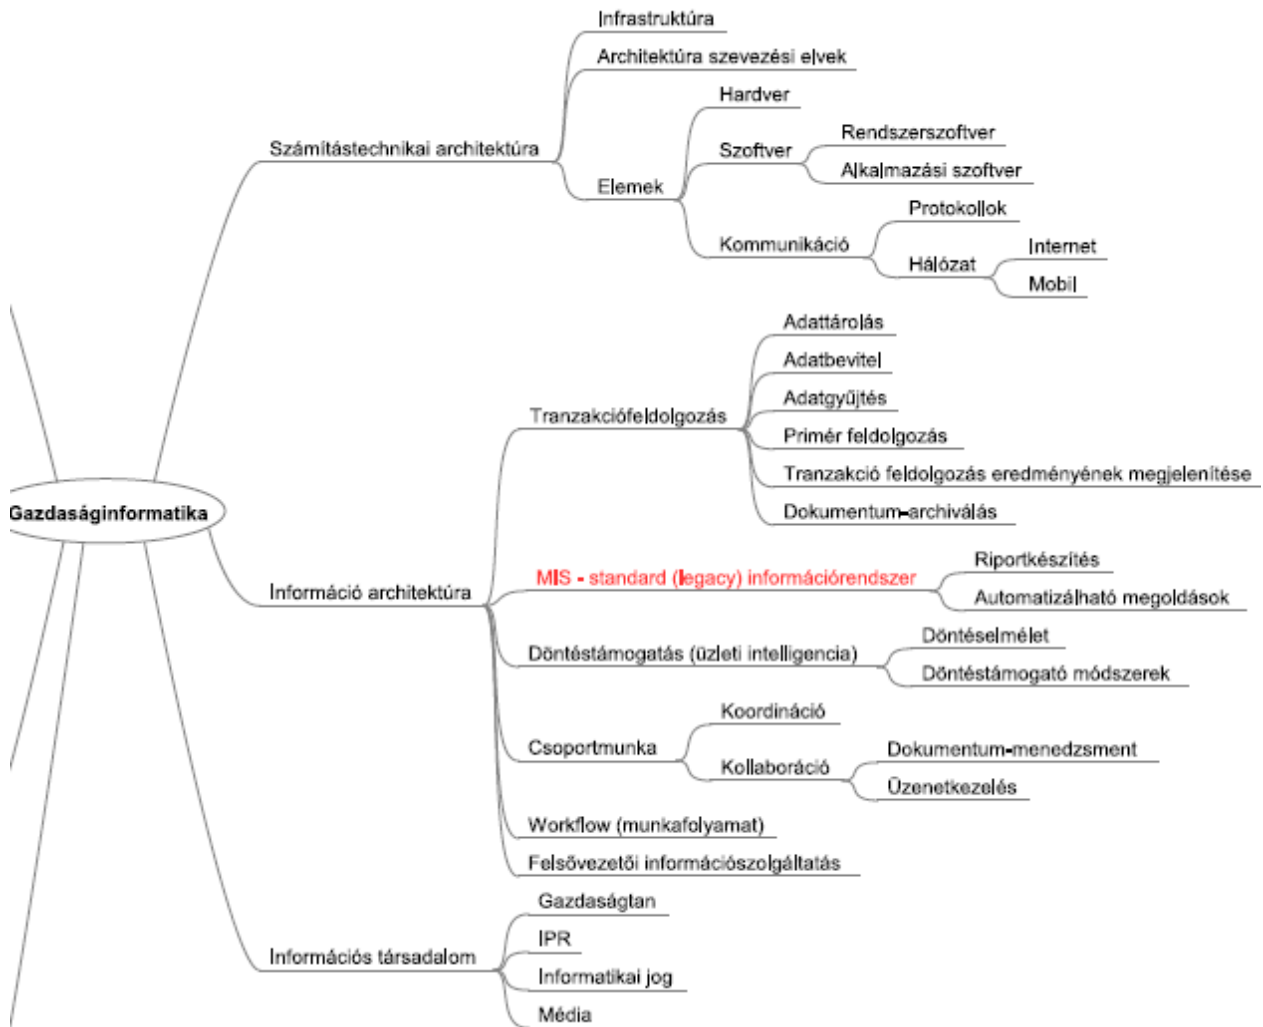 Infrastruktúra
Architektúra szevezési elvek
Hardver
Rendszerszoftver
Számítástechnikai architektúra
Szoftver
Alkalmazási szoftver
Elemek
Protokollok
Kommunikáció
Internet
Hálózat
Mobil
Adattárolás
Adatbevitel
Adatgyűjtés
Tranzakciófeldolgozás
Primér feldolgozás
Tranzakció feldolgozás eredményének megjelenítése
Gazdaságinformatika
Dokumentum-archiválás
Riportkészítés
MIS - standard (legacy) információrendszer
Információ architektúra
Automatizálható megoldások
Döntéselmélet
Döntéstámogatás (üzleti intelligencia)
Döntéstámogató módszerek
Koordináció
Csoportmunka
Dokumentum-menedzsment
Kollaboráció
Üzenetkezelés
Workflow (munkafolyamat)
Felsővezetői információszolgáltatás
Gazdaságtan
IPR
Információs társadalom
Informatikai jog
Média